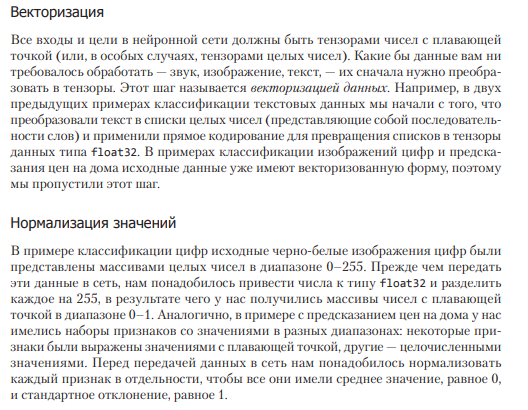 Векторизация
Все входы и цели в нейронной сети должны быть тензорами чисел с плавающей
точкой (или, в особых случаях, тензорами целых чисел). Какие бы данные вам ни
требовалось обработать — звук, изображение, текст, — их сначала нужно преобра-
зовать в тензоры. Этот шаг называется векторизацией данных. Например, в двух
предыдущих примерах классификации текстовых данных мы начали с того, что
преобразовали текст в списки целых чисел (представляющие собой последователь-
ности слов) и применили прямое кодирование для превращения списков в тензоры
данных типа float32. В примерах классификации изображений цифр и предска-
зания цен на дома исходные данные уже имеют векторизованную форму, поэтому
мы пропустили этот шаг.
Нормализация значений
В примере классификации цифр исходные черно-белые изображения цифр были
представлены массивами целых чисел в диапазоне 0–255. Прежде чем передать
эти данные в сеть, нам понадобилось привести числа к типу float32 и разделить
каждое на 255, в результате чего у нас получились массивы чисел с плавающей
точкой в диапазоне 0–1. Аналогично, в примере с предсказанием цен на дома у нас
имелись наборы признаков со значениями в разных диапазонах: некоторые при-
знаки были выражены значениями с плавающей точкой, другие — целочисленными
значениями. Перед передачей данных в сеть нам понадобилось нормализовать
каждый признак в отдельности, чтобы все они имели среднее значение, равное 0,
и стандартное отклонение, равное 1.